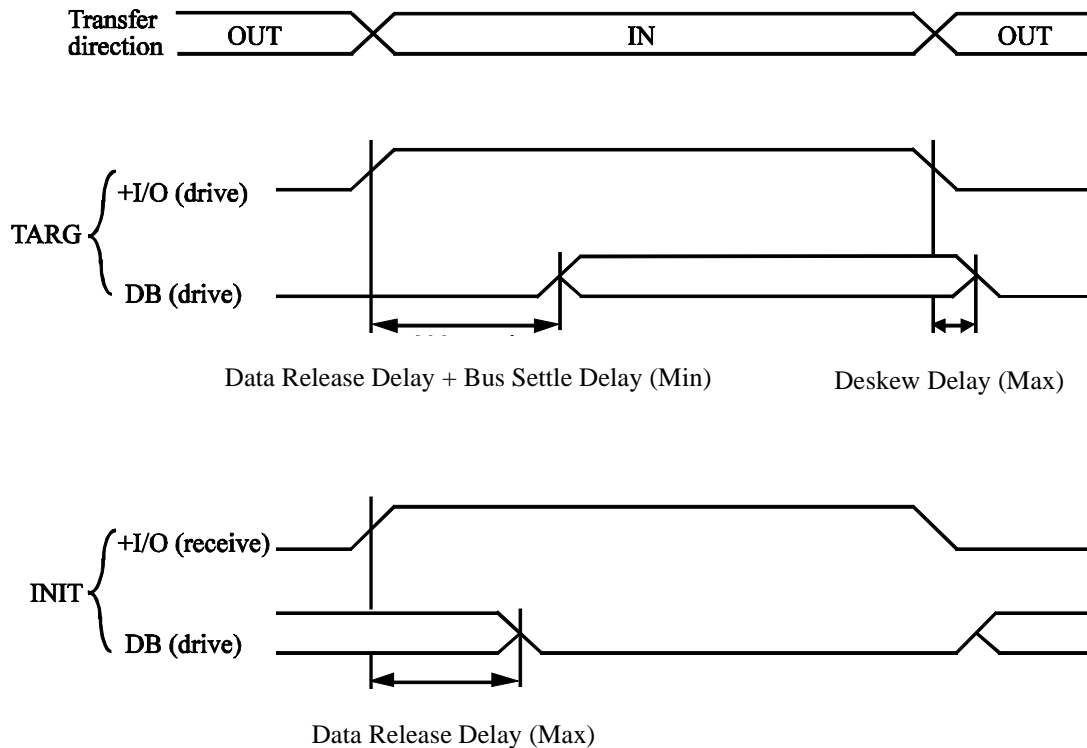 Transfer
direction
OUT
IN
OUT
TARG
+I/O (drive)
DB (drive)
Data Release Delay + Bus Settle Delay (Min)
Deskew Delay (Max)
INIT
+I/O (receive)
DB (drive)
Data Release Delay (Max)